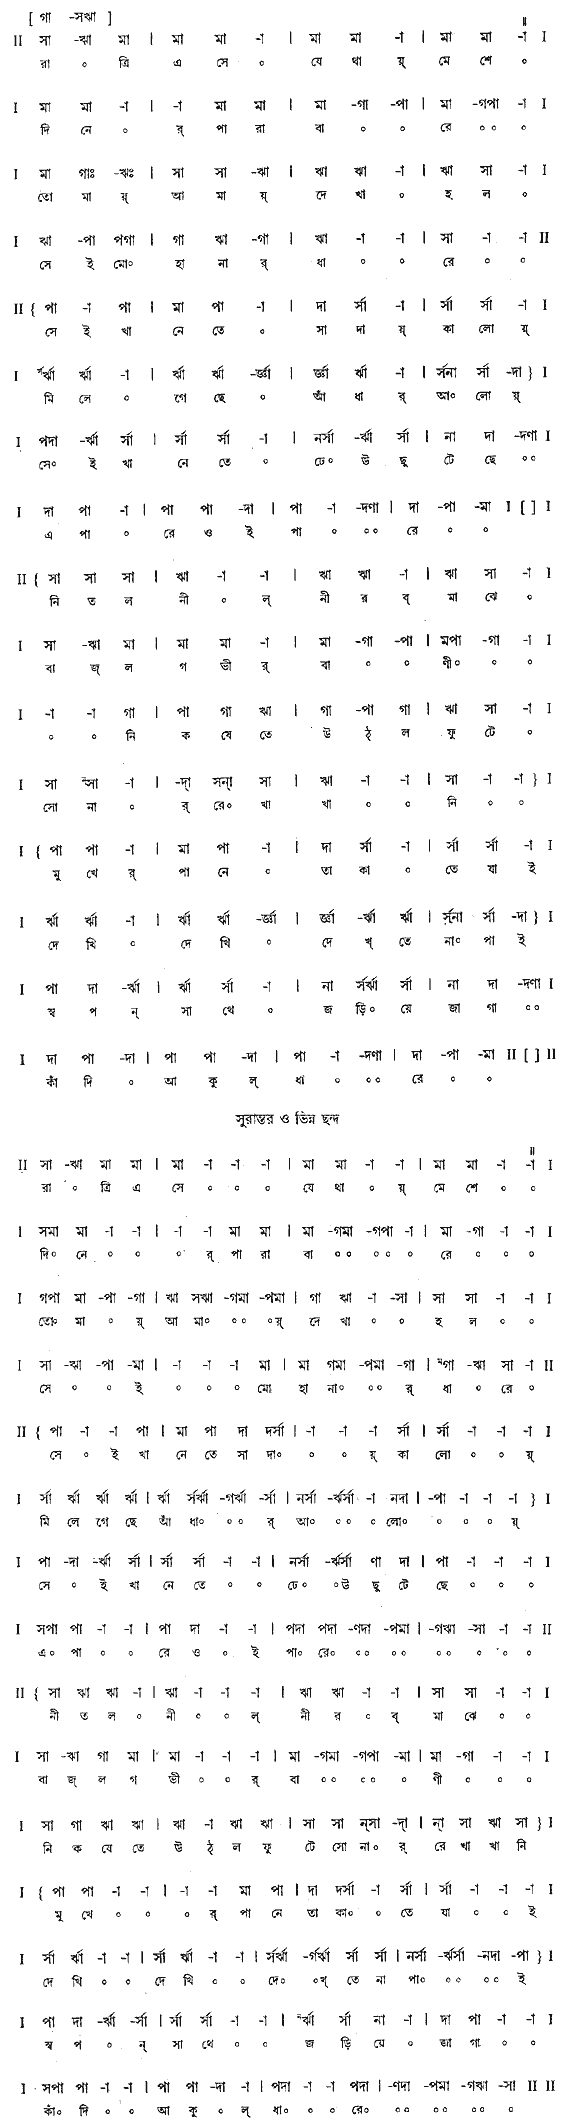 [ গা -সঋা ]
II সা -ঋা মা | মা মা -া | মা মা -া | মা মা -া I
রা ০ ত্রি এ সে ০ যে থা য়্ মে শে ০
I মা মা -া | -া মা মা | মা -গা -পা | মা -গপা -া I
দি নে ০ র্ পা রা বা ০ ০ রে ০০ ০
I মা গাঃ -ঋঃ | সা সা -ঋা | ঋা ঋা -া | ঋা সা -া I
তো মা য়্ আ মা য়্ দে খা ০ হ ল ০
I ঋা -পা পগা | গা ঋা -গা | ঋা -া -া | সা -া -া II
সে ই মো০ হা না র্ ধা ০ ০ রে ০ ০
II { পা -া পা | মা পা -া | দা র্সা -া | র্সা র্সা -া I
সে ই খা নে তে ০ সা দা য়্ কা লো য়্
I র্সর্ঋা র্ঋা -া | র্ঋা র্ঋা -র্জ্ঞা | র্জ্ঞা র্ঋা -া | র্সনা র্সা -দা } I
মি লে ০ গে ছে ০ আঁ ধা র্ আ০ লো য়্
I পদা -র্ঋা র্সা | র্সা র্সা -া | নর্সা -র্ঋা র্সা | না দা -দণা I
সে০ ই খা নে তে ০ ঢে০ উ ছু টে ছে ০০
I দা পা -া | পা পা -দা | পা -া -দণা | দা -পা -মা I [ ] I
এ পা ০ রে ও ই পা ০ ০০ রে ০ ০
II { সা সা সা | ঋা -া -া | ঋা ঋা -া | ঋা সা -া I
নি ত ল নী ০ ল্ নী র ব্ মা ঝে ০
I সা -ঋা মা | মা মা -া | মা -গা -পা | মপা -গা -া I
বা জ্ ল গ ভী র্ বা ০ ০ ণী০ ০ ০
I -া -া গা | পা গা ঋা | গা -পা গা | ঋা সা -া I
০ ০ নি ক ষে তে উ ঠ্ ল ফু টে ০
I সা সা -া | -দ্া সন্া সা | ঋা -া -া | সা -া -া } I
সো না ০ র্ রে০ খা খা ০ ০ নি ০ ০
I { পা পা -া | মা পা -া | দা র্সা -া | র্সা র্সা -া I
মু খে র্ পা নে ০ তা কা ০ তে যা ই
I র্ঋা র্ঋা -া | র্ঋা র্ঋা -র্জ্ঞা | র্জ্ঞা -র্ঋা র্ঋা | র্সনা র্সা -দা } I
দে খি ০ দে খি ০ দে খ্ তে না০ পা ই
I পা দা -র্ঋা | র্ঋা র্সা -া | না র্সর্ঋা র্সা | না দা -দণা I
স্ব প ন্ সা থে ০ জ ড়ি০ য়ে জা গা ০০
I দা পা -দা | পা পা -দা | পা -া -দণা | দা -পা -মা II [ ] II
কাঁ দি ০ আ কু ল্ ধা ০ ০০ রে ০ ০
সুরান্তর ও ভিন্ন ছন্দ
II সা -ঋা মা মা | মা -া -া -া | মা মা -া -া | মা মা -া -া I
রা ০ ত্রি এ সে ০ ০ ০ যে থা ০ য়্ মে শে ০ ০
I সমা মা -া -া | -া -া মা মা | মা -গমা -গপা -া | মা -গা -া -া I
দি০ নে ০ ০ ০ র্ পা রা বা ০০ ০০ ০ রে ০ ০ ০
I গপা মা -পা -গা | ঋা সঋা -গমা -পমা | গা ঋা -া -সা | সা সা -া -া I
তো০ মা ০ য়্ আ মা০ ০০ ০য়্ দে খা ০ ০ হ ল ০ ০
I সা -ঋা -পা -মা | -া -া -া মা | মা গমা -পমা -গা | গা -ঋা সা -া II
সে ০ ০ ই ০ ০ ০ মো হা না০ ০০ র্ ধা ০ রে ০
II { পা -া -া পা | মা পা দা দর্সা | -া -া -া র্সা | র্সা -া -া -া I
সে ০ ই খা নে তে সা দা০ ০ ০ য়্ কা লো ০ ০ য়্
I র্সা র্ঋা র্ঋা র্ঋা | র্ঋা র্সর্ঋা -র্গর্ঋা -র্সা | নর্সা -র্ঋর্সা -া নদা | -পা -া -া -া } I
মি লে গে ছে আঁ ধা০ ০০ র্ আ০ ০০ ০ লো০ ০ ০ ০ য়্
I পা -দা -র্ঋা র্সা | র্সা র্সা -া -া | নর্সা -র্ঋর্সা ণা দা | পা -া -া -া I
সে ০ ই খা নে তে ০ ০ ঢে০ ০উ ছু টে ছে ০ ০ ০
I সপা পা -া -া | পা দা -া -া | পদা পদা -ণদা -পমা | -গঋা -সা -া -া II
এ০ পা ০ ০ রে ও ০ ই পা০ রে০ ০০ ০০ ০০ ০ ০ ০
II { সা ঋা ঋা -া | ঋা -া -া -া | ঋা ঋা -া -া | সা সা -া -া I
নী ত ল ০ নী ০ ০ ল্ নী র ০ ব্ মা ঝে ০ ০
I সা -ঋা গা মা | মা -া -া -া | মা -গমা -গপা -মা | মা -গা -া -া I
বা জ্ ল গ ভী ০ ০ র্ বা ০০ ০০ ০ ণী ০ ০ ০
I সা গা ঋা ঋা | ঋা -া ঋা ঋা | সা সা ন্সা -দ্া | ন্া সা ঋা সা } I
নি ক ষে তে উ ঠ্ ল ফু টে সো না০ র্ রে খা খা নি
I { পা পা -া -া | -া -া মা পা | দা দর্সা -া র্সা | র্সা -া -া -া I
মু খে ০ ০ ০ র্ পা নে তা কা০ ০ তে যা ০ ০ ই
I র্সা র্ঋা -া -া | র্সা র্ঋা -া -া | র্সর্ঋা -র্গর্ঋা র্সা র্সা | নর্সা -র্ঋর্সা -নদা -পা } I
দে খি ০ ০ দে খি ০ ০ দে০ ০খ্ তে না পা০ ০০ ০০ ই
I পা দা -র্ঋা -র্সা | র্সা র্সা -া -া | র্ঋা র্সা না -া | দা পা -া -া I
স্ব প ০ ন্ সা থে ০ ০ জ ড়ি য়ে ০ জা গা ০ ০
I সপা পা -া -া | পা পা -দা -া | পদা -া -া পদা | -ণদা -পমা -গঋা -সা II II
কাঁ০ দি ০ ০ আ কু ০ ল্ ধা০ ০ ০ রে০ ০০ ০০ ০০ ০